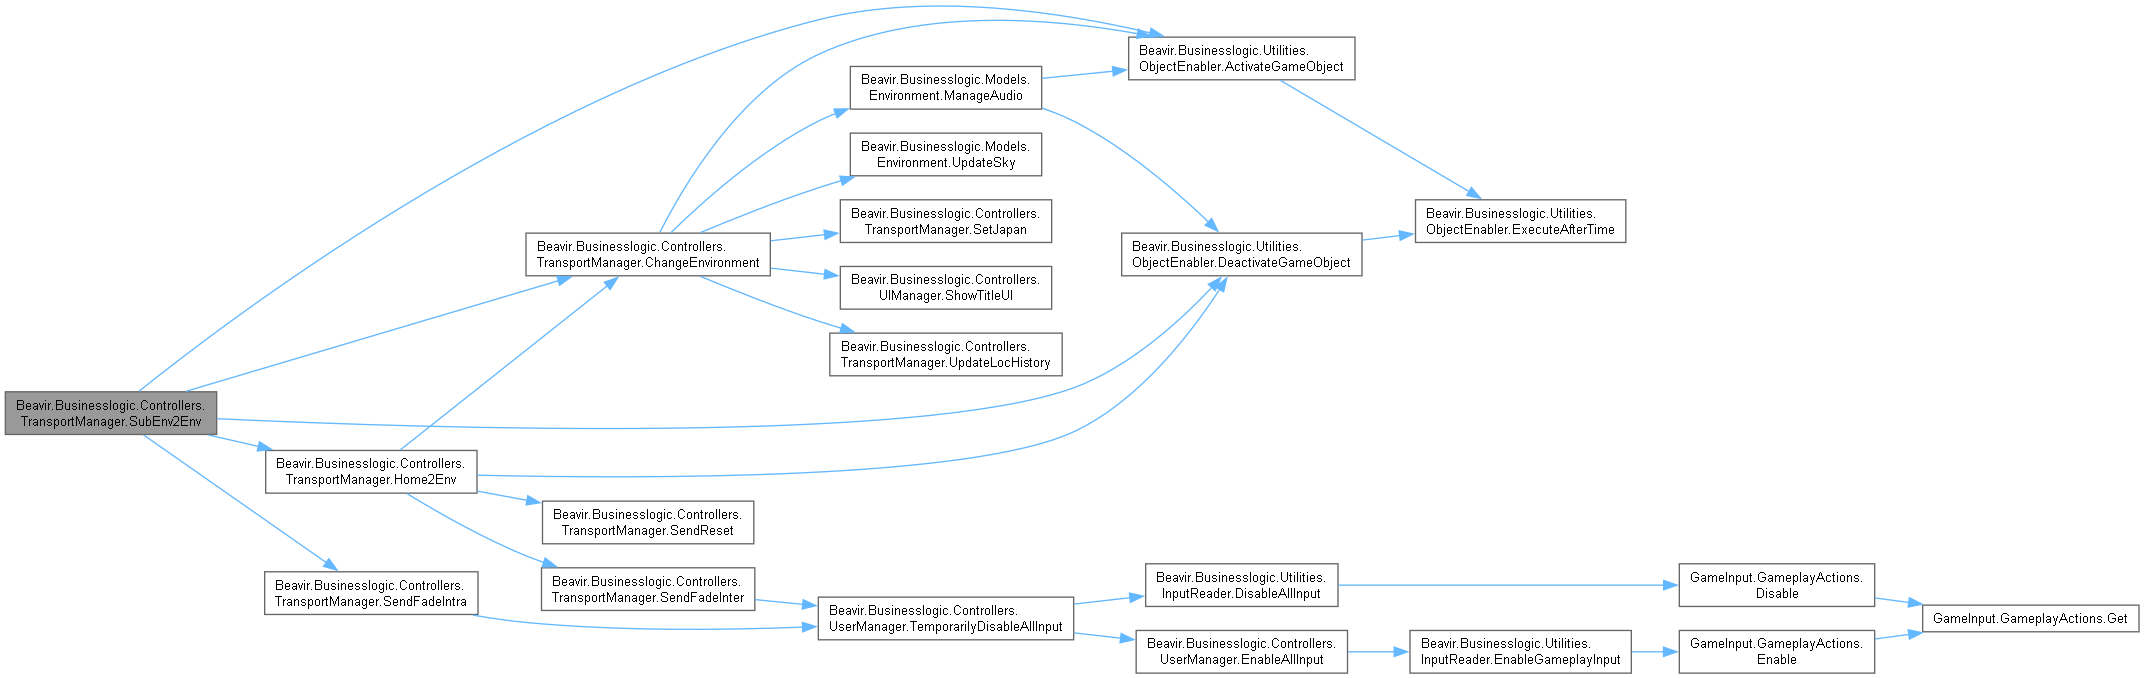 Beavir.Businesslogic.Controllers.
TransportManager.SubEnv2Env
Beavir.Businesslogic.Utilities.
ObjectEnabler.ActivateGameObject
Beavir.Businesslogic.Models.
Environment.ManageAudio
Beavir.Businesslogic.Models.
Environment.UpdateSky
Beavir.Businesslogic.Controllers.
TransportManager.SetJapan
Beavir.Businesslogic.Utilities.
ObjectEnabler.ExecuteAfterTime
Beavir.Businesslogic.Controllers.
TransportManager.ChangeEnvironment
Beavir.Businesslogic.Utilities.
ObjectEnabler.DeactivateGameObject
Beavir.Businesslogic.Controllers.
UIManager.ShowTitleUI
Beavir.Businesslogic.Controllers.
TransportManager.UpdateLocHistory
Beavir.Businesslogic.Controllers.
TransportManager.Home2Env
Beavir.Businesslogic.Controllers.
TransportManager.SendReset
Beavir.Businesslogic.Controllers.
TransportManager.SendFadeIntra
Beavir.Businesslogic.Controllers.
TransportManager.SendFadeInter
Beavir.Businesslogic.Controllers.
UserManager.TemporarilyDisableAllInput
Beavir.Businesslogic.Utilities.
InputReader.DisableAllInput
Beavir.Businesslogic.Controllers.
UserManager.EnableAllInput
Beavir.Businesslogic.Utilities.
InputReader.EnableGameplayInput
GameInput.GameplayActions.
Disable
GameInput.GameplayActions.
Enable
GameInput.GameplayActions.Get